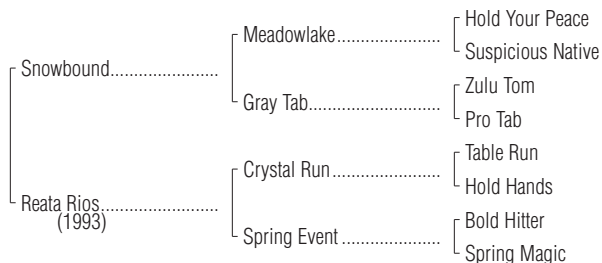 Hold Your Peace
Meadowlake......................
Suspicious Native
Snowbound......................
Zulu Tom
Gray Tab............................
Pro Tab
Table Run
Crystal Run.......................
Hold Hands
Reata Rios........................
(1993)
Bold Hitter
Spring Event.....................
Spring Magic